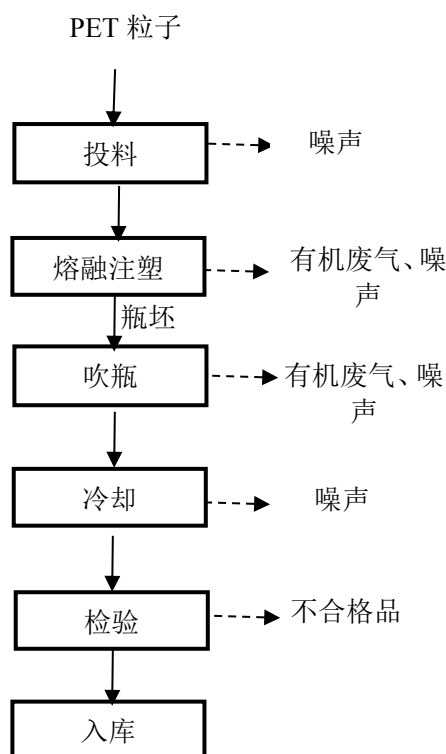 PET 粒子
投料
噪声
熔融注塑
有机废气、噪
声
瓶坯
吹瓶
有机废气、噪
声
冷却
噪声
检验
不合格品
入库